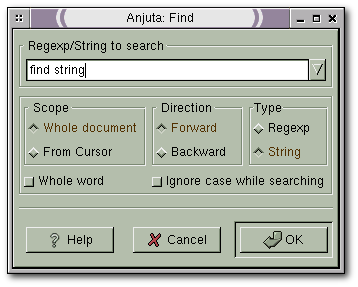 Anjuta: Find
Regexp/String to search
find string
Scope Direction Type
Whole document Forward Regexp
From Cursor Backward String
Whole word Ignore case while searching
? Help Cancel OK